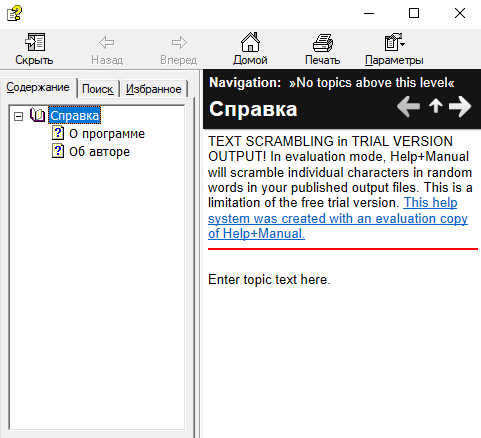 Скрыть Назад Вперед Домой Печать Параметры
Содержание Поиск Избранное
Справка
О программе
Об авторе
Navigation: »No topics above this level«
Справка
TEXT SCRAMBLING in TRIAL VERSION
OUTPUT! In evaluation mode, Help+Manual
will scramble individual characters in random
words in your published output files. This is a
limitation of the free trial version. This help
system was created with an evaluation copy
of Help+Manual.
Enter topic text here.